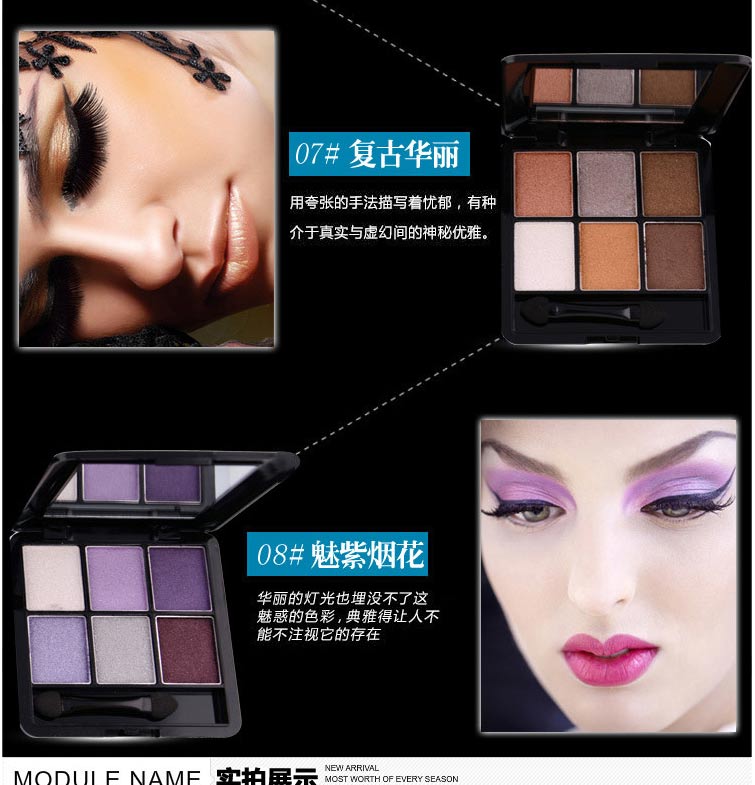 07# 复古华丽
用夸张的手法描写着忧郁，有种
介于真实与虚幻间的神秘优雅。
08# 魅紫烟花
华丽的灯光也埋没不了这
魅惑的色彩，典雅得让人不
能不注视它的存在
MODULE NAME 实拍展示 NEW ARRIVAL
MOST WORTH OF EVERY SEASON